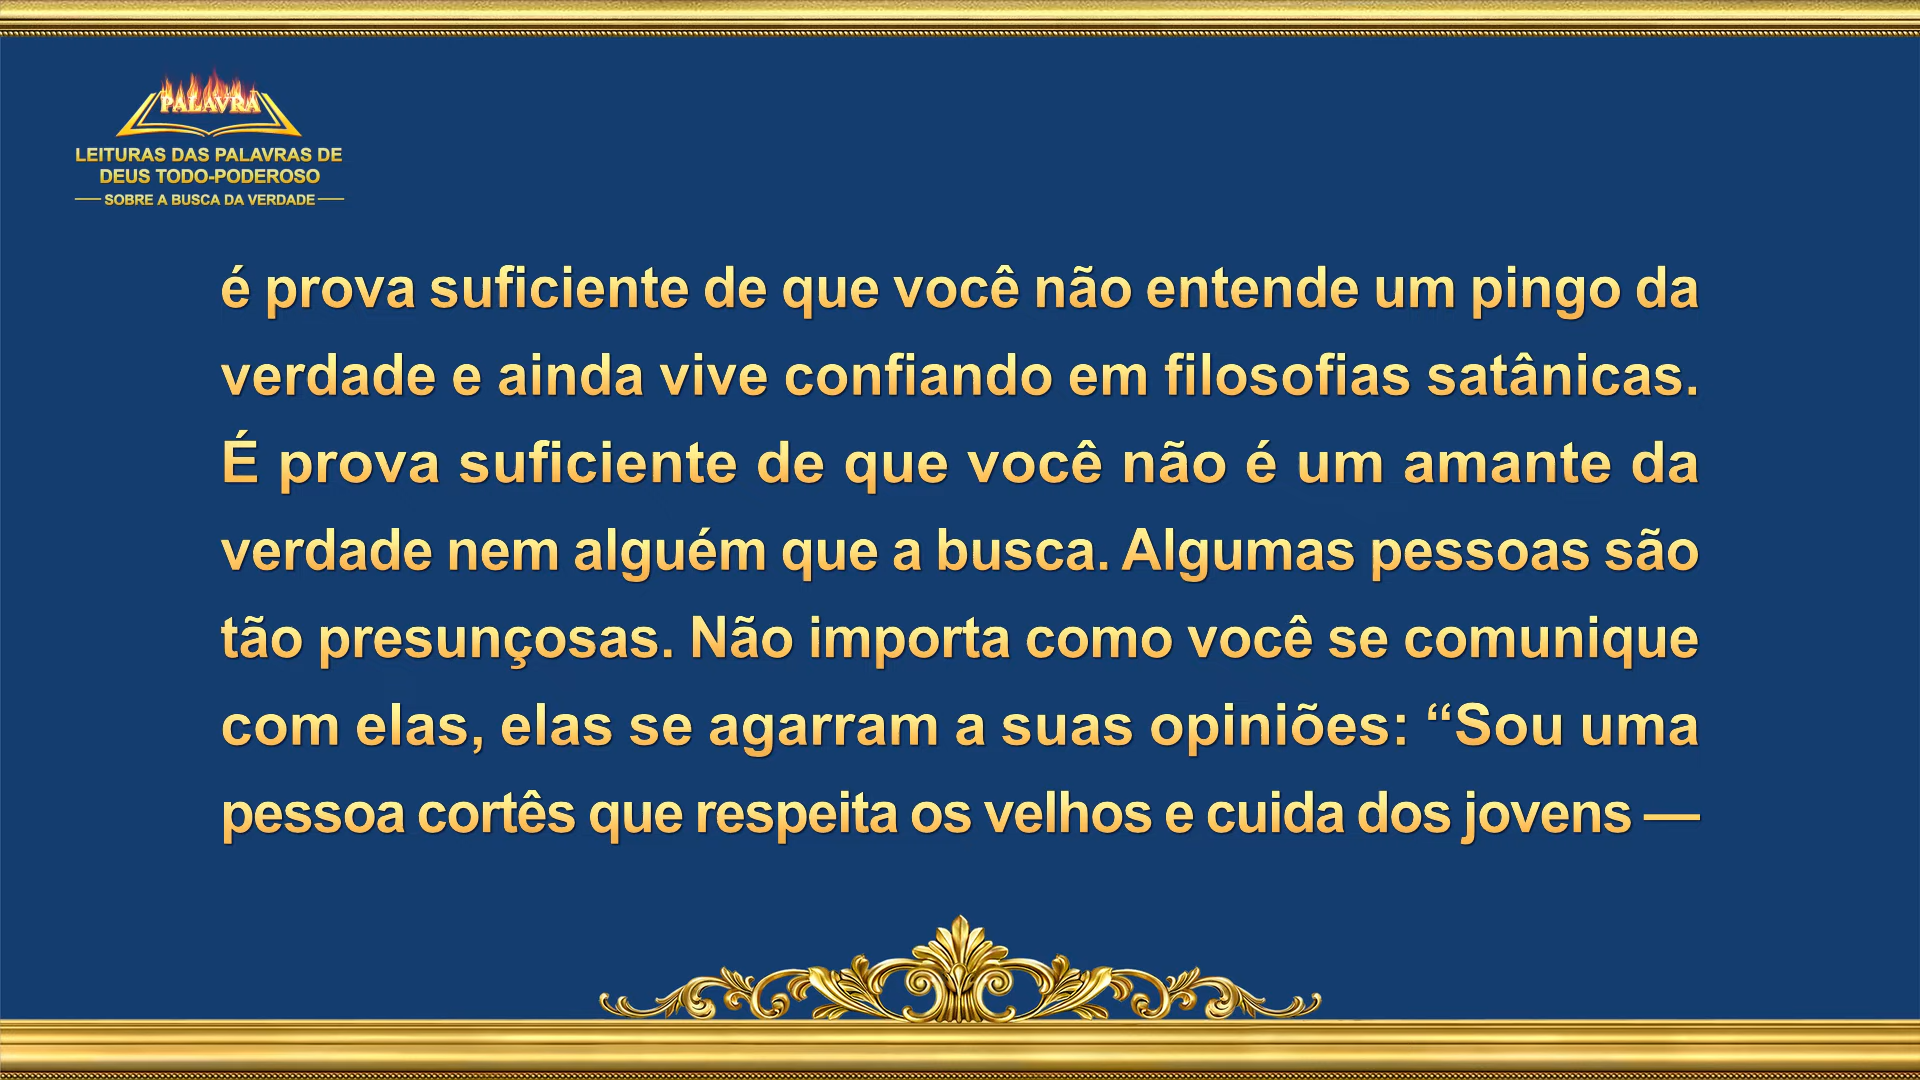 PALAVRA
LEITURAS DAS PALAVRAS DE
DEUS TODO-PODEROSO
SOBRE A BUSCA DA VERDADE
é prova suficiente de que você não entende um pingo da
verdade e ainda vive confiando em filosofias satânicas.
É prova suficiente de que você não é um amante da
verdade nem alguém que a busca. Algumas pessoas são
tão presunçosas. Não importa como você se comunique
com elas, elas se agarram a suas opiniões: “Sou uma
pessoa cortês que respeita os velhos e cuida dos jovens —